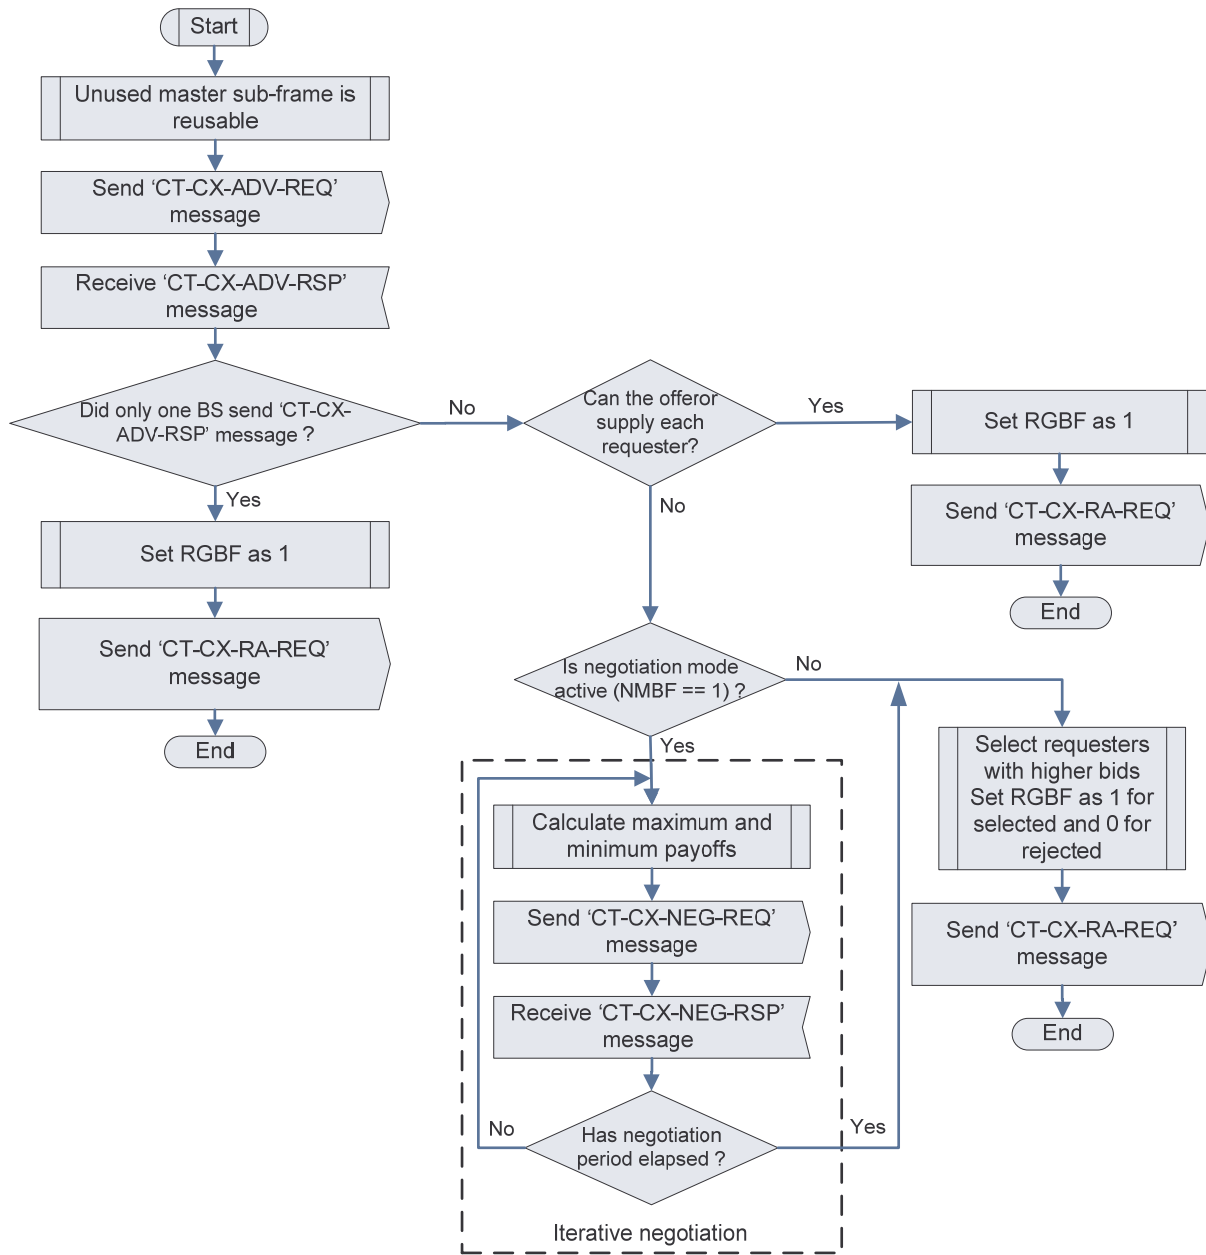 Start
Unused master sub-frame is
reusable
Send ‘CT-CX-ADV-REQ’
message
Receive ‘CT-CX-ADV-RSP’
message
Did only one BS send ‘CT-CX-
ADV-RSP’ message ?
No
Yes
Set RGBF as 1
Send ‘CT-CX-RA-REQ’
message
End
Can the offeror
supply each
requester?
Yes
No
Set RGBF as 1
Send ‘CT-CX-RA-REQ’
message
End
Is negotiation mode
active (NMBF == 1) ?
No
Yes
Calculate maximum and
minimum payoffs
Send ‘CT-CX-NEG-REQ’
message
Receive ‘CT-CX-NEG-RSP’
message
Has negotiation
period elapsed ?
No
Yes
Iterative negotiation
Select requesters
with higher bids
Set RGBF as 1 for
selected and 0 for
rejected
Send ‘CT-CX-RA-REQ’
message
End